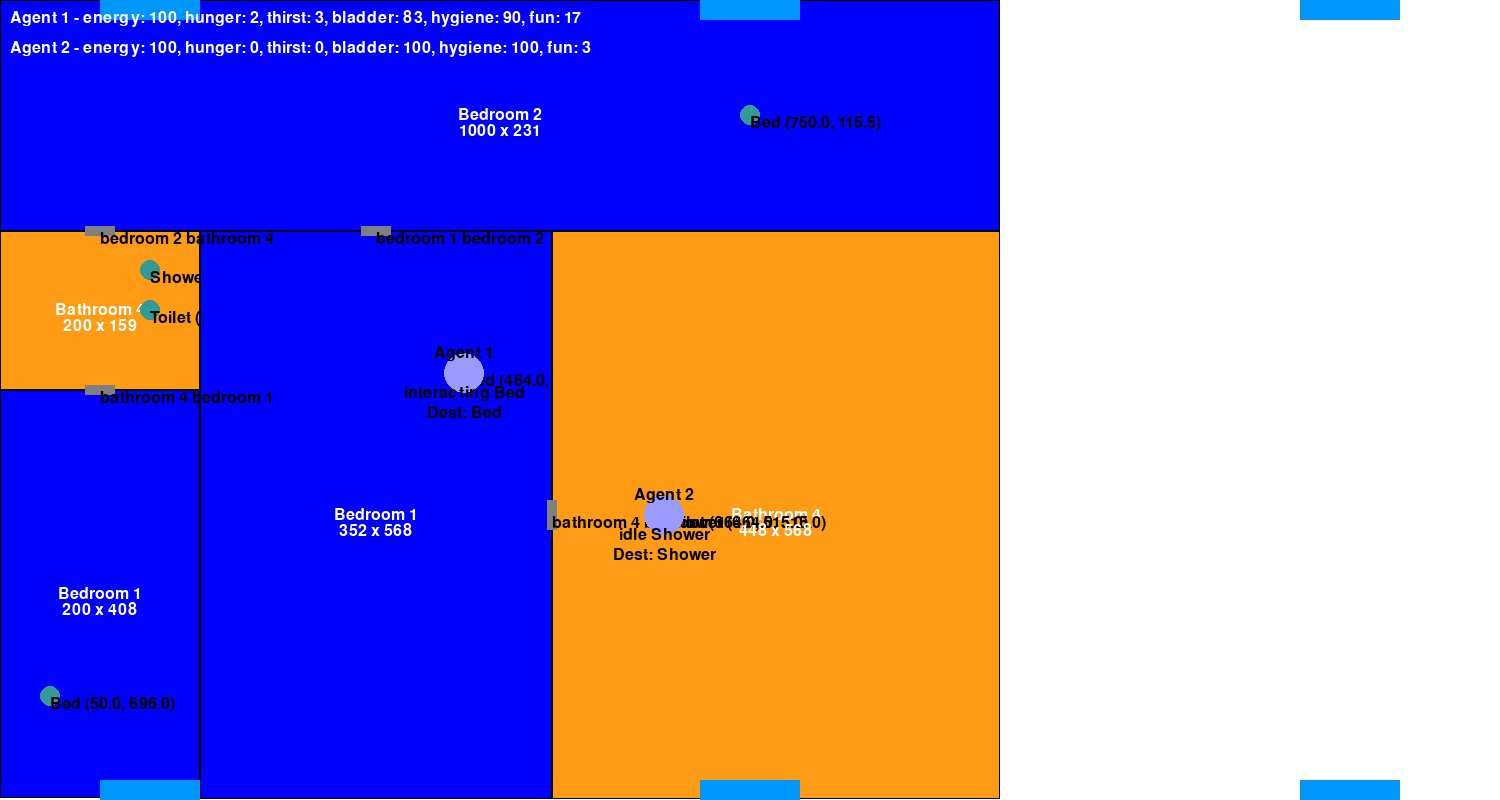 Agent 1 - energy: 100, hunger: 2, thirst: 3, bladder: 83, hygiene: 90, fun: 17
Agent 2 - energy: 100, hunger: 0, thirst: 0, bladder: 100, hygiene: 100, fun: 3
Bedroom 2
1000 x 231
Bed (750.0, 115.5)
bedroom 2 bathroom 4
bedroom 1 bedroom 2
Showe
Bathroom 4
200 x 159
Toilet (
Agent 1
(464.0,
interacting Bed
Dest: Bed
bathroom 4 bedroom 1
Agent 2
bathroom 4
Bathroom 4
448 x 568
idle Shower
Dest: Shower
Bedroom 1
352 x 568
Bedroom 1
200 x 408
Bed (50.0, 696.0)